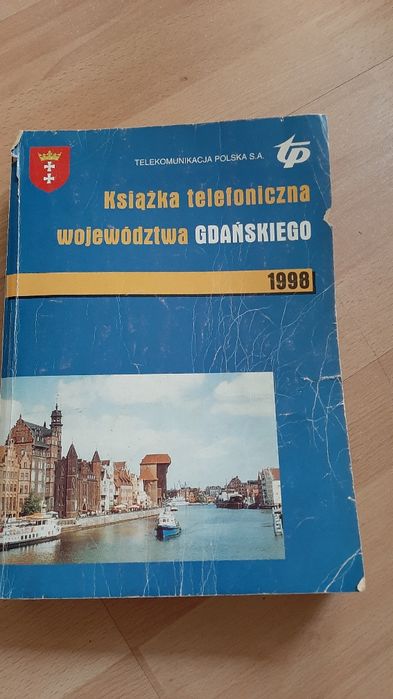 TELEKOMUNIKACJA POLSKA S.A.
tp
Książka telefoniczna
województwa GDAŃSKIEGO
1998